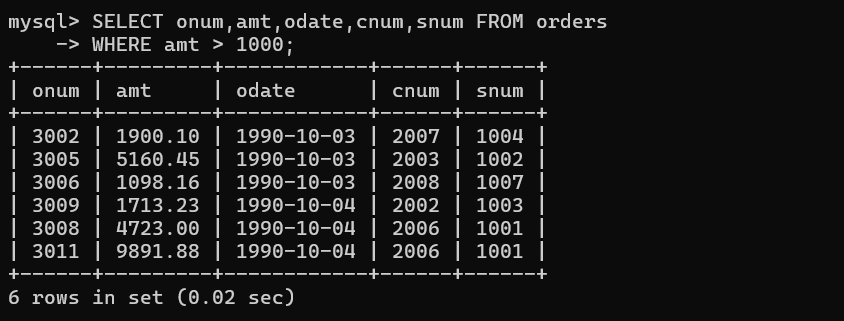 mysql> SELECT onum,amt,odate,cnum,snum FROM orders
    -> WHERE amt > 1000;
+------+---------+------------+------+------+
| onum | amt     | odate      | cnum | snum |
+------+---------+------------+------+------+
| 3002 | 1900.10 | 1990-10-03 | 2007 | 1004 |
| 3005 | 5160.45 | 1990-10-03 | 2003 | 1002 |
| 3006 | 1098.16 | 1990-10-03 | 2008 | 1007 |
| 3009 | 1713.23 | 1990-10-04 | 2002 | 1003 |
| 3008 | 4723.00 | 1990-10-04 | 2006 | 1001 |
| 3011 | 9891.88 | 1990-10-04 | 2006 | 1001 |
+------+---------+------------+------+------+
6 rows in set (0.02 sec)